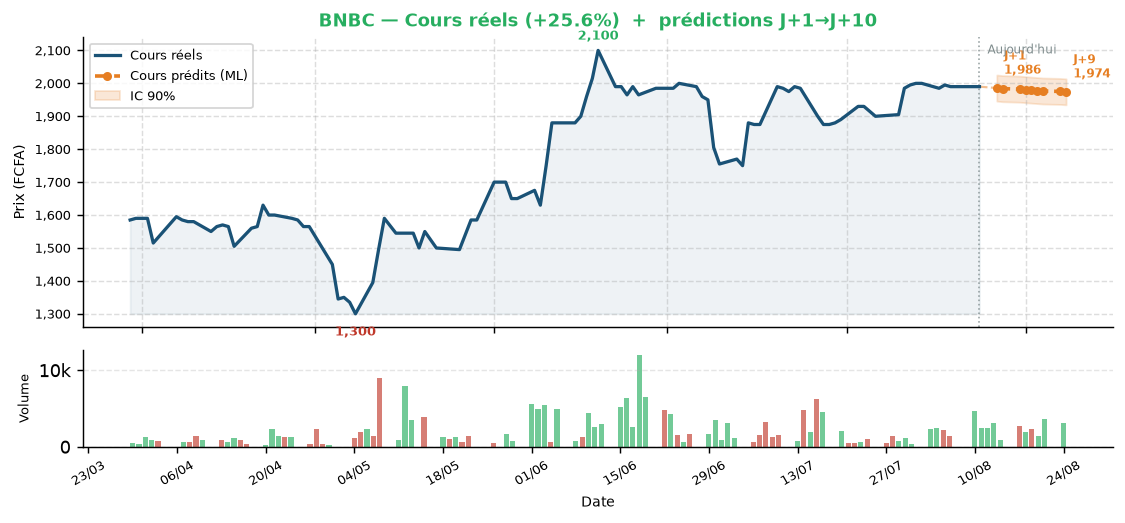 BNBC — Cours réels (+25.6%)  +  prédictions J+1→J+10
2,100
Aujourd'hui
J+1
1,986
J+9
1,974
Cours réels
Cours prédits (ML)
IC 90%
Prix (FCFA)
2,100
2,000
1,900
1,800
1,700
1,600
1,500
1,400
1,300
1,300
Volume
10k
0
23/03
06/04
20/04
04/05
18/05
01/06
15/06
29/06
13/07
27/07
10/08
24/08
Date